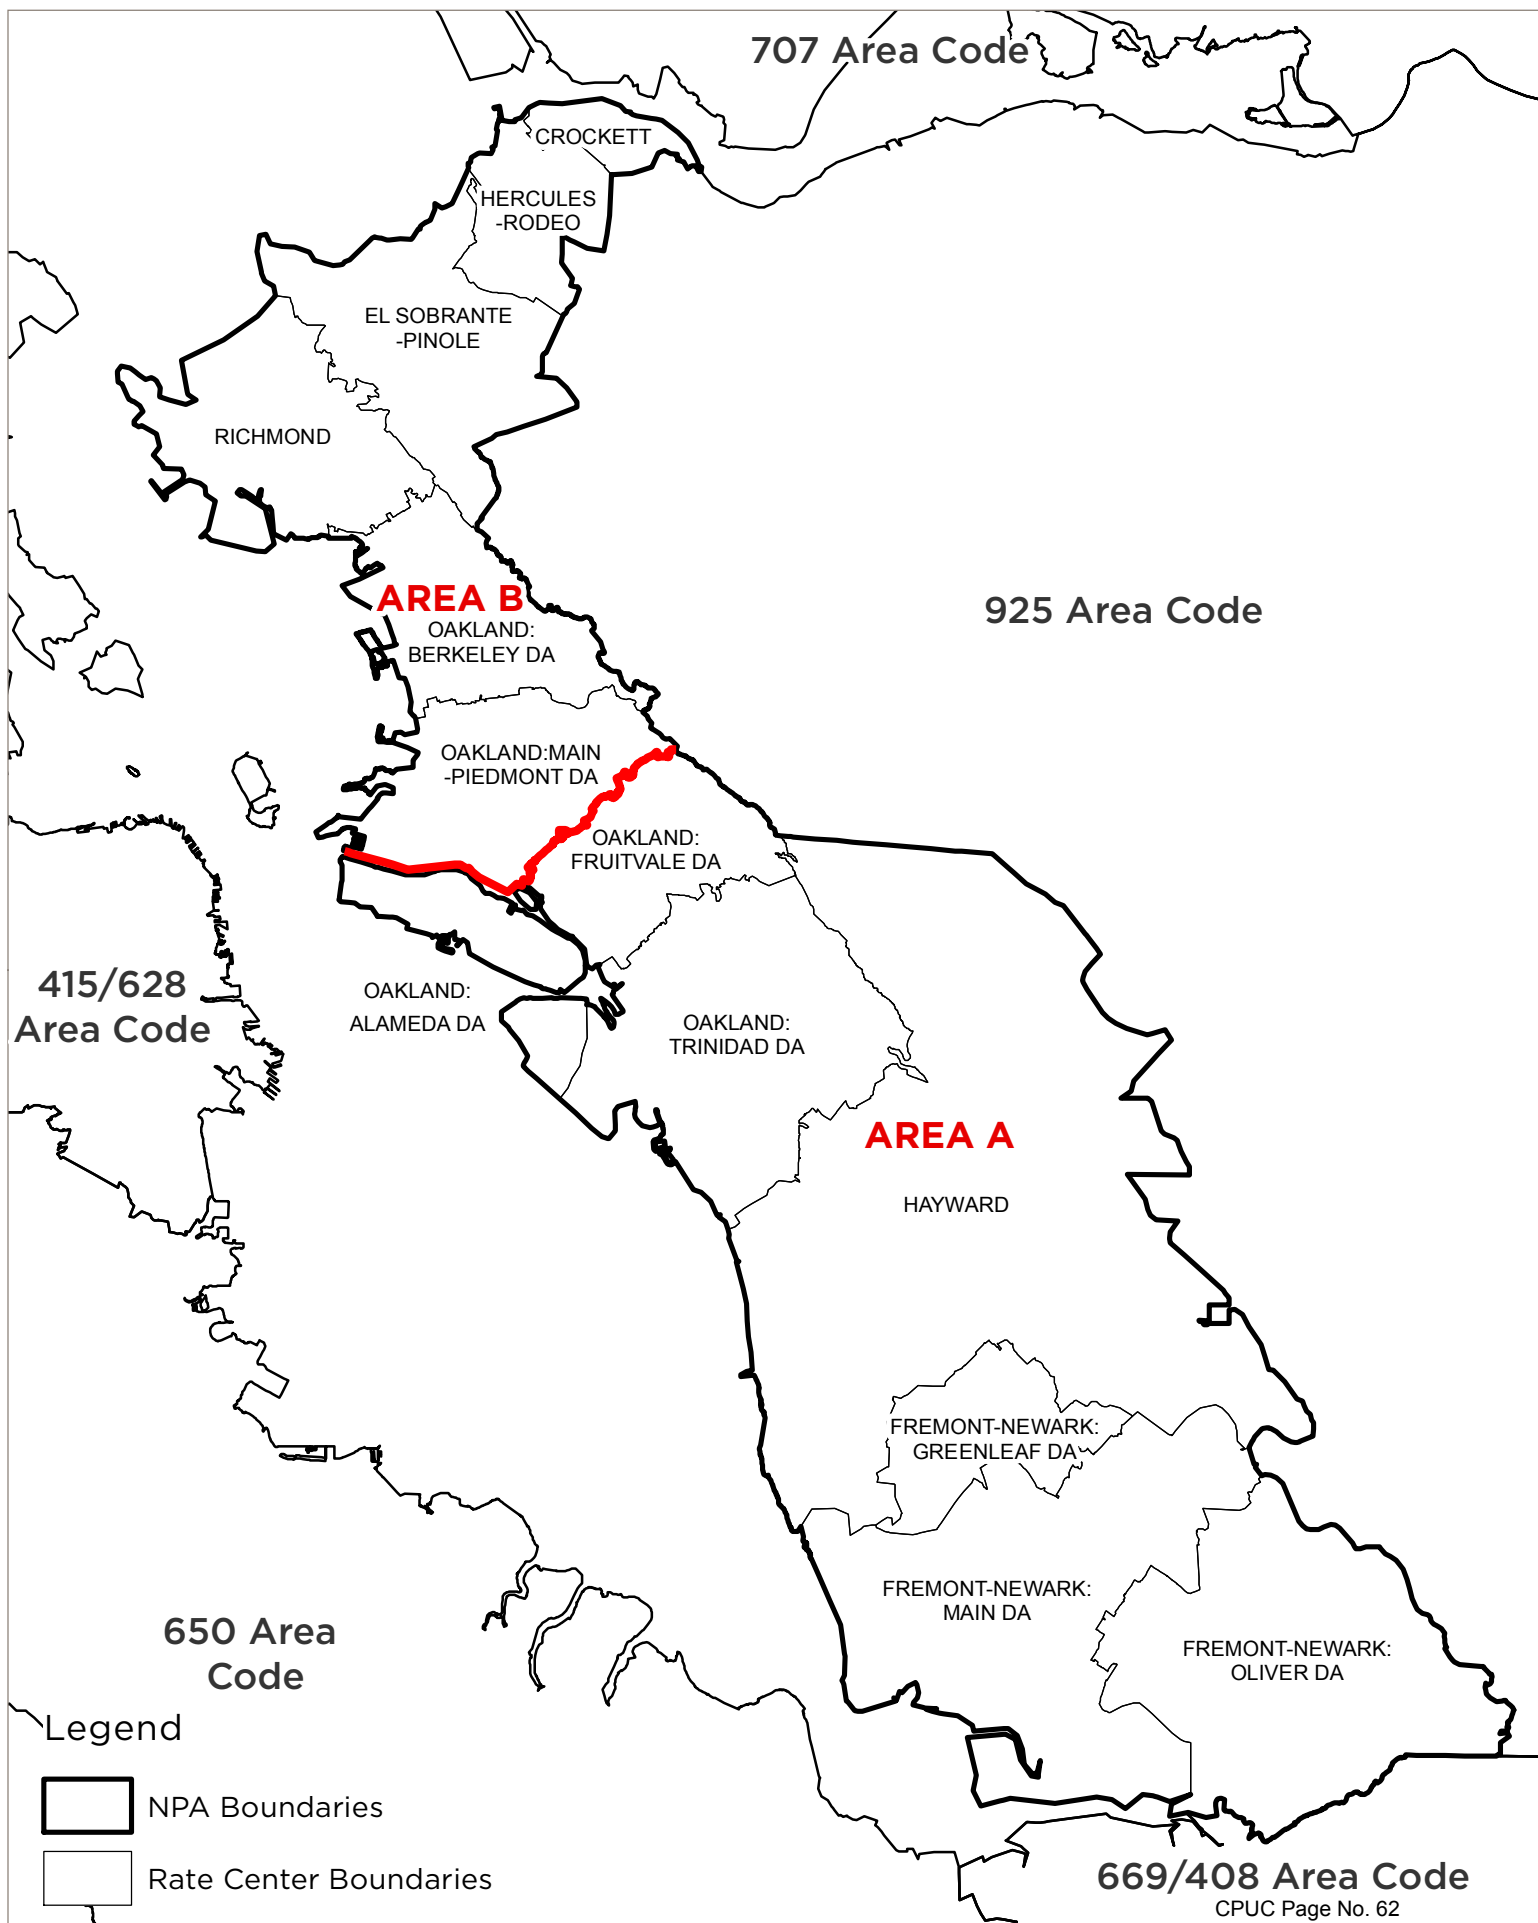 707 Area Code
CROCKETT
HERCULES
-RODEO
EL SOBRANTE
-PINOLE
RICHMOND
AREA B
OAKLAND:
BERKELEY DA
925 Area Code
OAKLAND:MAIN
-PIEDMONT DA
OAKLAND:
FRUITVALE DA
415/628
Area Code
OAKLAND:
ALAMEDA DA
OAKLAND:
TRINIDAD DA
AREA A
HAYWARD
FREMONT-NEWARK:
GREENLEAF DA
FREMONT-NEWARK:
MAIN DA
FREMONT-NEWARK:
OLIVER DA
650 Area
Code
Legend
NPA Boundaries
Rate Center Boundaries
669/408 Area Code
CPUC Page No. 62